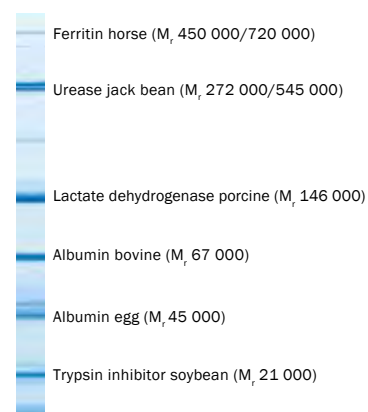 Ferritin horse (Mr 450 000/720 000)
Urease jack bean (Mr 272 000/545 000)
Lactate dehydrogenase porcine (Mr 146 000)
Albumin bovine (Mr 67 000)
Albumin egg (Mr 45 000)
Trypsin inhibitor soybean (Mr 21 000)